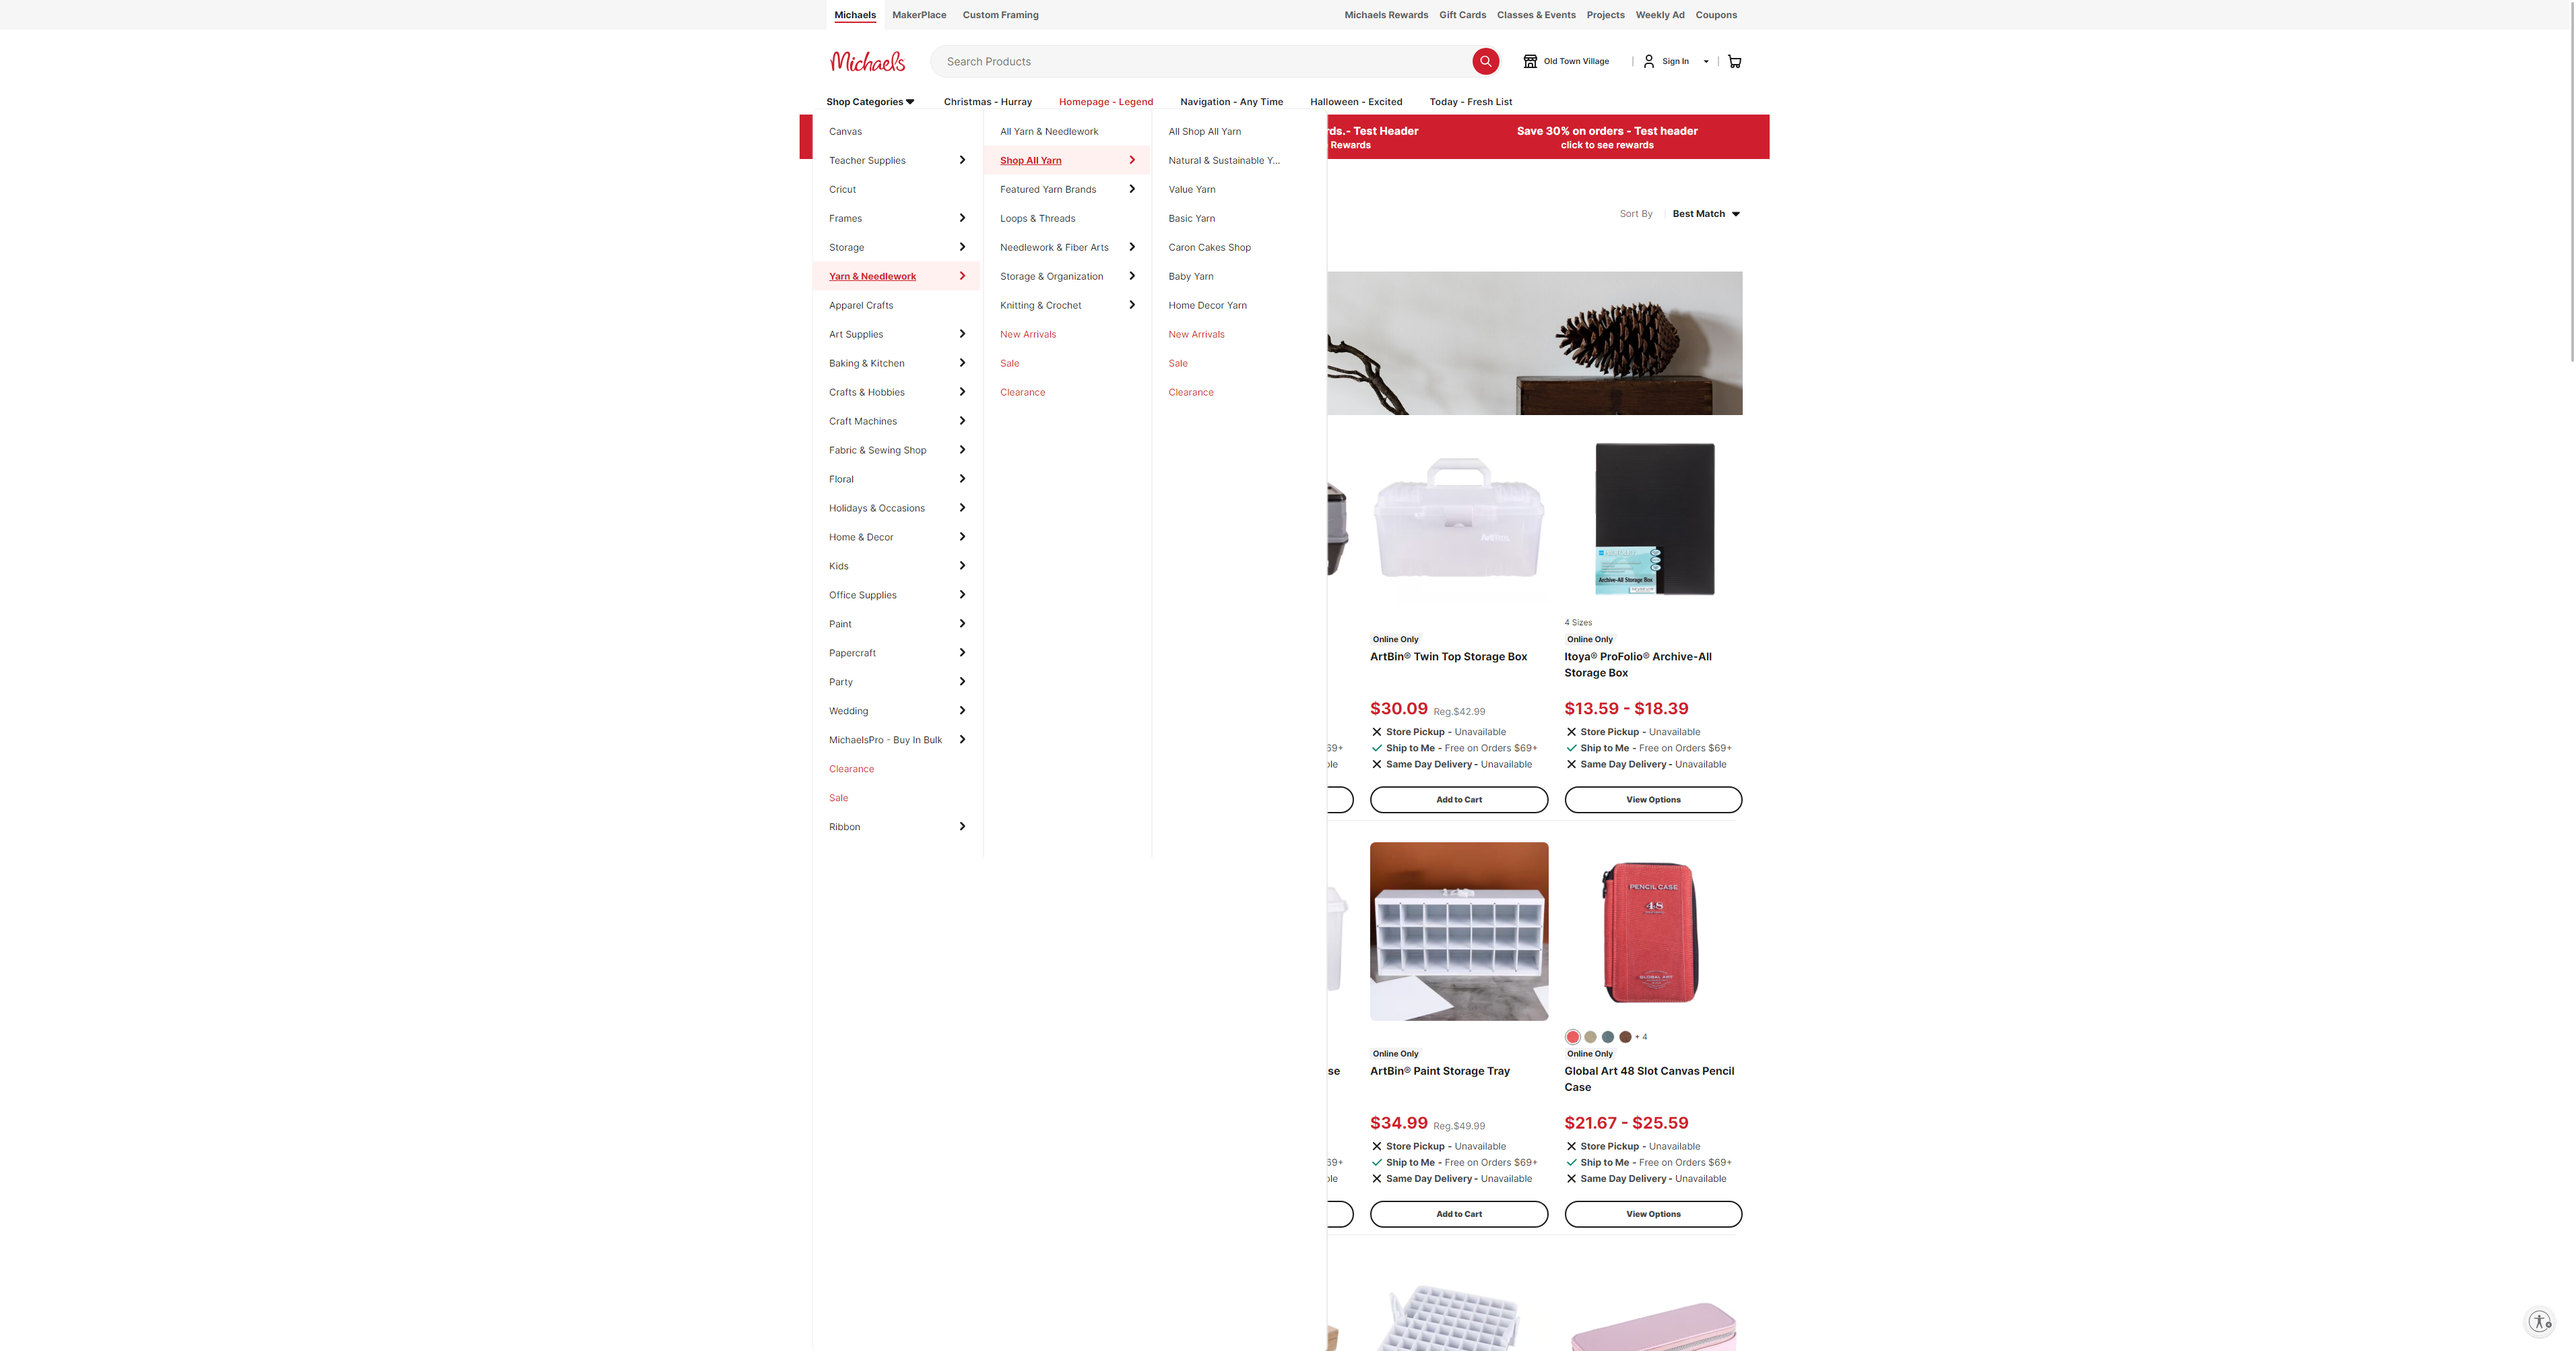 Michaels MakerPlace Custom Framing
Michaels Rewards Gift Cards Classes & Events Projects Weekly Ad Coupons
Michaels
Search Products
Old Town Village
Sign In
Shop Categories
Christmas - Hurray
Homepage - Legend
Navigation - Any Time
Halloween - Excited
Today - Fresh List
Canvas
Teacher Supplies
Cricut
Frames
Storage
Yarn & Needlework
Apparel Crafts
Art Supplies
Baking & Kitchen
Crafts & Hobbies
Craft Machines
Fabric & Sewing Shop
Floral
Holidays & Occasions
Home & Decor
Kids
Office Supplies
Paint
Papercraft
Party
Wedding
MichaelsPro - Buy In Bulk
Clearance
Sale
Ribbon
All Yarn & Needlework
Shop All Yarn
Featured Yarn Brands
Loops & Threads
Needlework & Fiber Arts
Storage & Organization
Knitting & Crochet
New Arrivals
Sale
Clearance
All Shop All Yarn
Natural & Sustainable Y...
Value Yarn
Basic Yarn
Caron Cakes Shop
Baby Yarn
Home Decor Yarn
New Arrivals
Sale
Clearance
rds.- Test Header
Rewards
Save 30% on orders - Test header
click to see rewards
Sort By
Best Match
69+
ble
ArtBin
Online Only
ArtBin® Twin Top Storage Box
$30.09 Reg.$42.99
Store Pickup - Unavailable
Ship to Me - Free on Orders $69+
Same Day Delivery - Unavailable
Add to Cart
Archive-All Storage Box
4 Sizes
Online Only
Itoya® ProFolio® Archive-All
Storage Box
$13.59 - $18.39
Store Pickup - Unavailable
Ship to Me - Free on Orders $69+
Same Day Delivery - Unavailable
View Options
se
69+
ble
Online Only
ArtBin® Paint Storage Tray
$34.99 Reg.$49.99
Store Pickup - Unavailable
Ship to Me - Free on Orders $69+
Same Day Delivery - Unavailable
Add to Cart
PENCIL CASE
48
GLOBAL ART
+ 4
Online Only
Global Art 48 Slot Canvas Pencil
Case
$21.67 - $25.59
Store Pickup - Unavailable
Ship to Me - Free on Orders $69+
Same Day Delivery - Unavailable
View Options